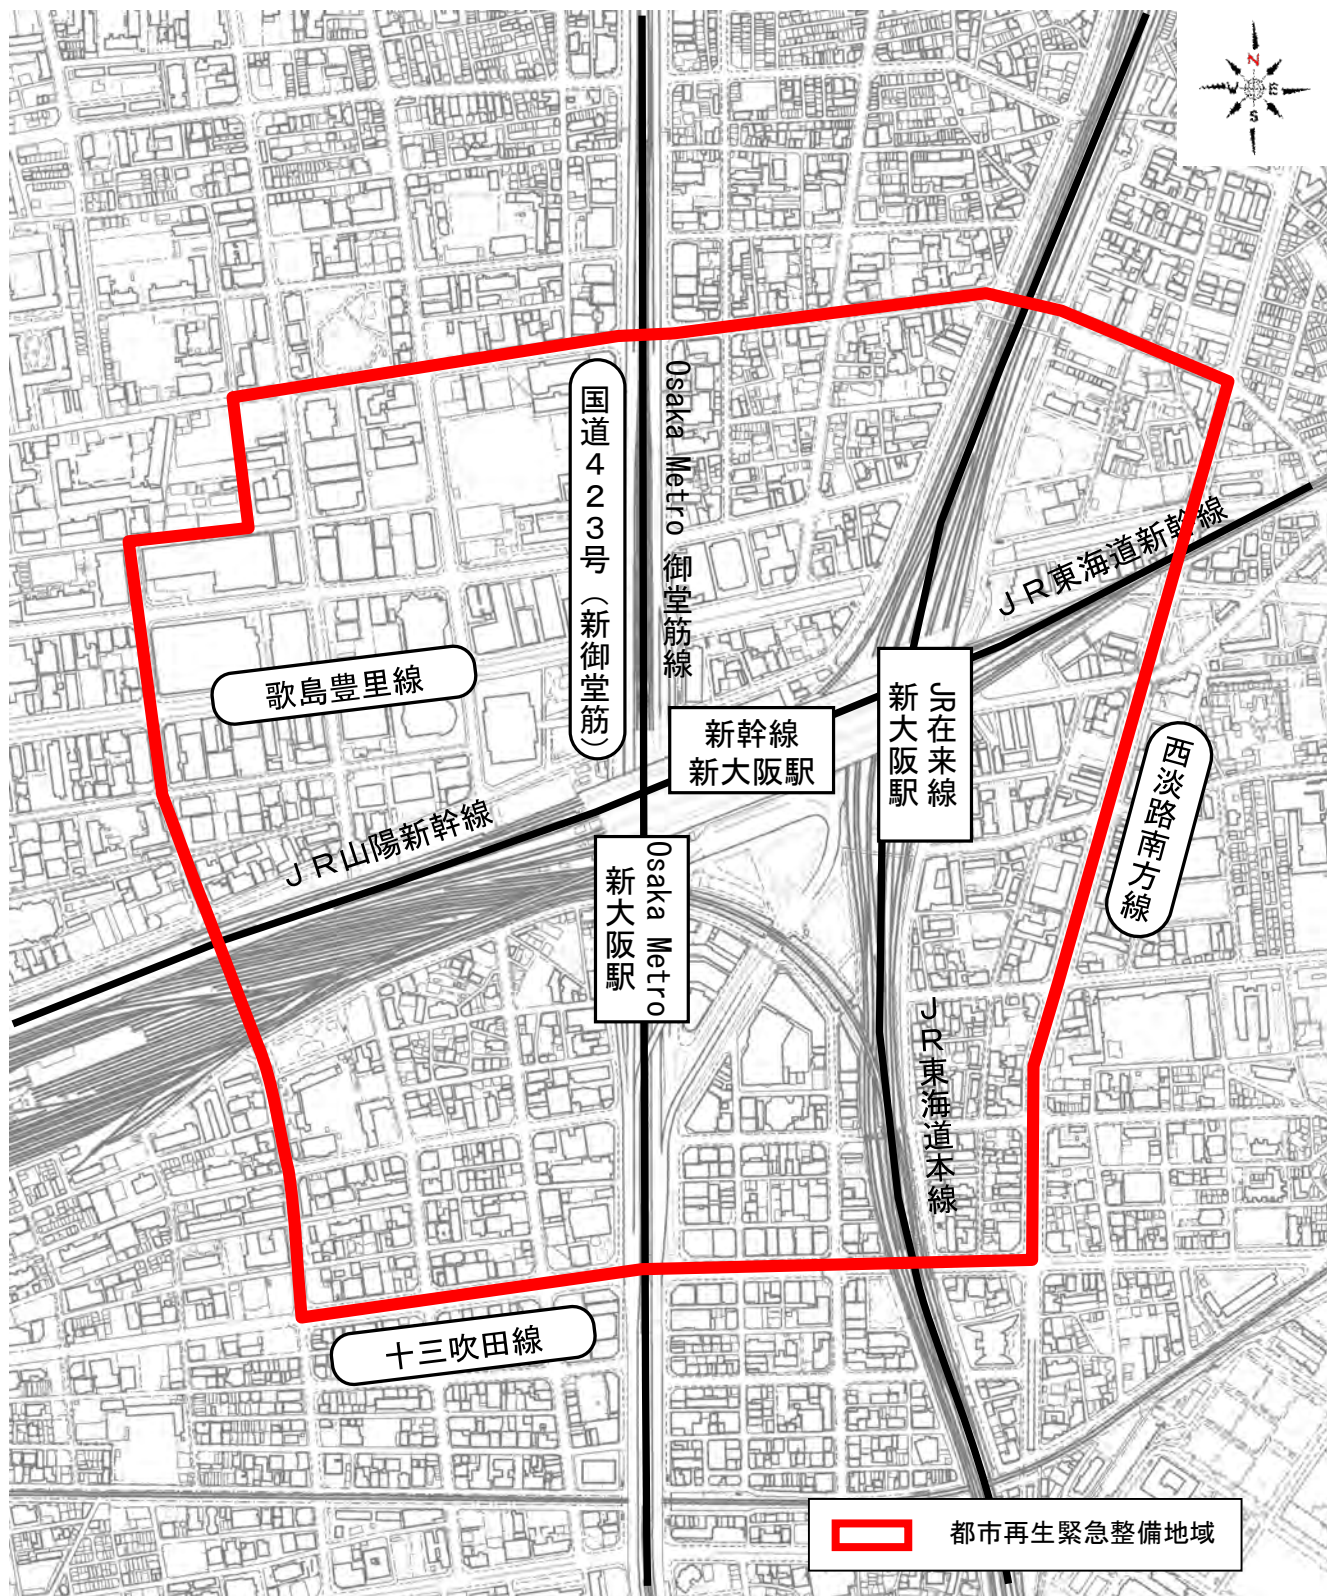 N
W E
S
国道423号(新御堂筋)
Osaka Metro 御堂筋線
JR東海道新幹線
歌島豊里線
新幹線
新大阪駅
JR在来線
新大阪駅
西淡路南方線
JR山陽新幹線
Osaka Metro
新大阪駅
JR東海道本線
十三吹田線
都市再生緊急整備地域